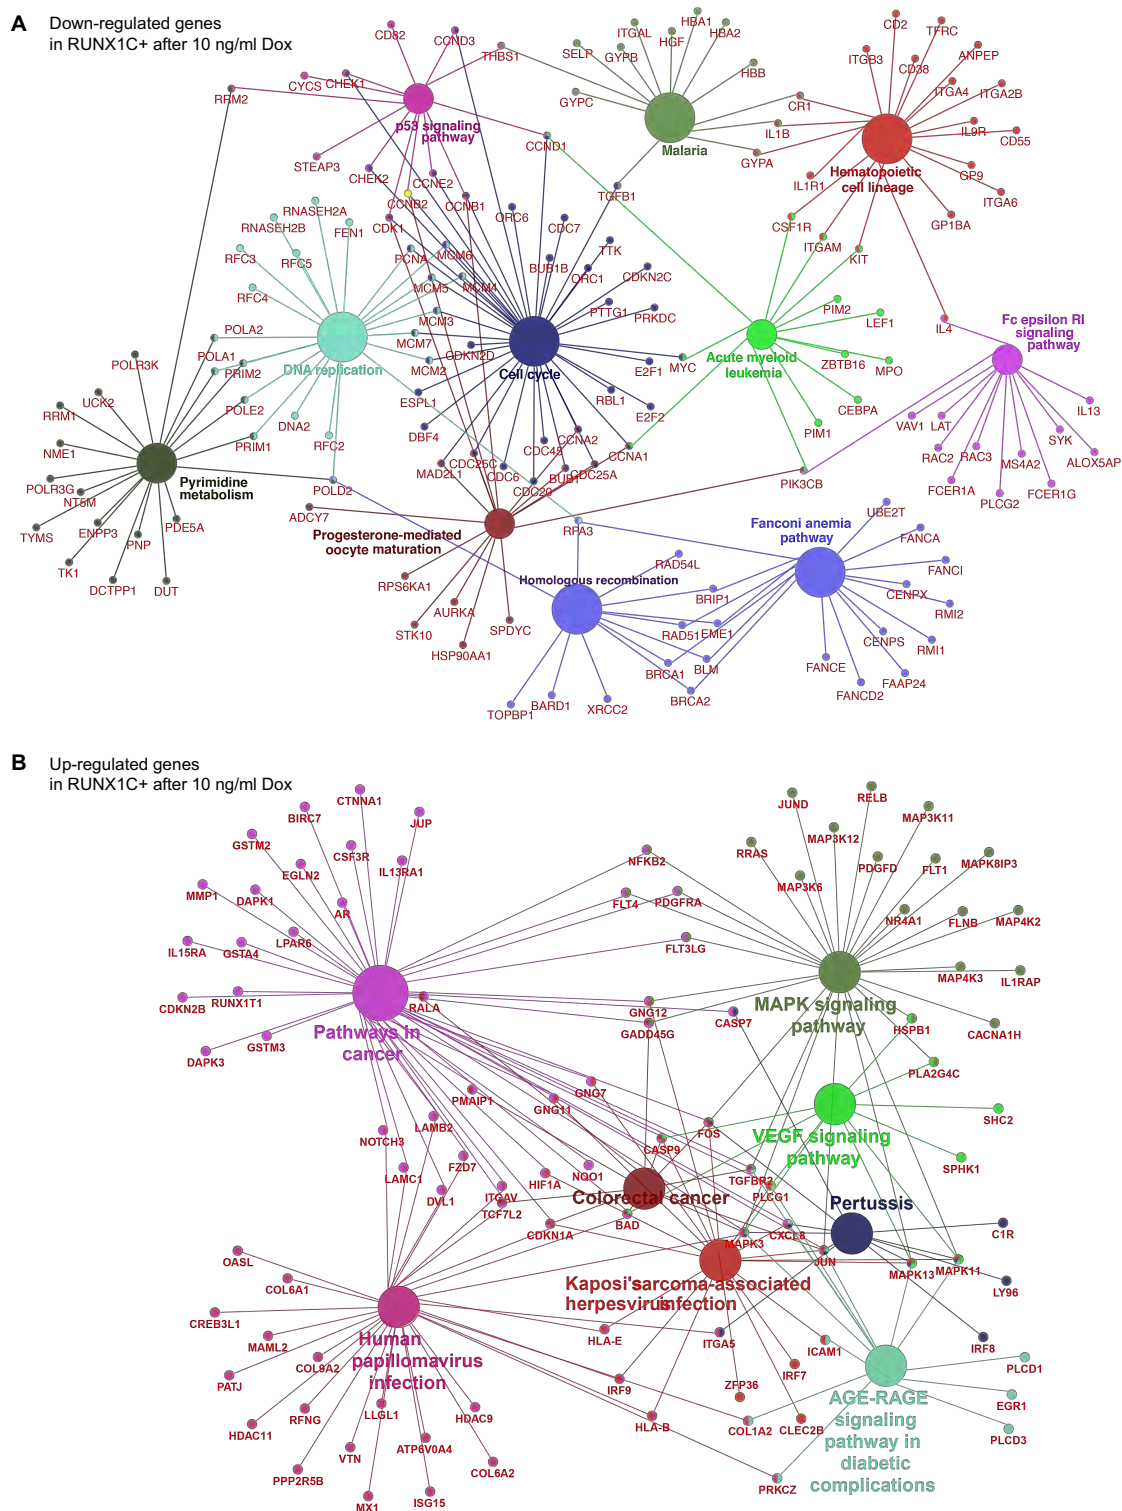 A Down-regulated genes
in RUNX1C+ after 10 ng/ml Dox
CD82
CCND3
THBS1
CYCS
CHEK1
RRM2
p53 signaling
pathway
STEAP3
CHEK2
CCNE2
CCNB2
CCNB1
CDK1
CCND1
ITGAL
HBA1
HGF
HBA2
SELP
GYPB
HBB
GYPC
Malaria
CR1
IL1B
GYPA
TGFB1
CD2
TFRC
ITGB3
CD38
ANPEP
ITGA4
ITGA2B
IL9R
CD55
Hematopoietic
cell lineage
GP9
IL1R1
ITGA6
GP1BA
CSF1R
ITGAM
KIT
RNASEH2A
RNASEH2B
FEN1
RFC3
RFC5
RFC4
PCNA
MCM6
MCM5
MCM4
MCM3
MCM7
MCM2
DNA replication
POLA2
POLA1
PRIM2
POLE2
PRIM1
DNA2
RFC2
POLD2
ORC6
CDC7
TTK
BUB1B
ORC1
CDKN2C
PTTG1
PRKDC
CDKN2D
Cell cycle
E2F1
MYC
ESPL1
RBL1
E2F2
DBF4
CDC45
CCNA2
CCNA1
MAD2L1
CDC25C
CDC6
BUB1
CDC25A
CDC20
PIM2
LEF1
Acute myeloid
leukemia
ZBTB16
MPO
CEBPA
PIM1
PIK3CB
IL4
Fc epsilon RI
signaling
pathway
IL13
VAV1
LAT
SYK
RAC2
RAC3
MS4A2
ALOX5AP
FCER1A
PLCG2
FCER1G
POLR3K
UCK2
RRM1
NME1
POLR3G
NT5M
Pyrimidine
metabolism
TYMS
ENPP3
PNP
PDE5A
TK1
DCTPP1
DUT
ADCY7
Progesterone-mediated
oocyte maturation
RPS6KA1
AURKA
STK10
SPDYC
HSP90AA1
RPA3
Homologous recombination
RAD54L
BRIP1
RAD51
EME1
BRCA1
BLM
BRCA2
TOPBP1
BARD1
XRCC2
Fanconi anemia
pathway
UBE2T
FANCA
FANCI
CENPX
RMI2
CENPS
RMI1
FANCE
FAAP24
FANCD2
B Up-regulated genes
in RUNX1C+ after 10 ng/ml Dox
CTNNA1
BIRC7
JUP
GSTM2
CSF3R
EGLN2
IL13RA1
MMP1
DAPK1
AR
LPAR6
IL15RA
GSTA4
CDKN2B
RUNX1T1
RALA
Pathways in
cancer
GSTM3
DAPK3
NFKB2
FLT4
PDGFRA
FLT3LG
GNG12
GADD45G
CASP7
JUND
RELB
MAP3K11
MAP3K12
RRAS
PDGFD
FLT1
MAPK8IP3
MAP3K6
NR4A1
FLNB
MAP4K2
MAP4K3
IL1RAP
MAPK signaling
pathway
HSPB1
CACNA1H
PLA2G4C
SHC2
VEGF signaling
pathway
SPHK1
PMAIP1
GNG7
GNG11
LAMB2
NOTCH3
FOS
CASP9
FZD7
LAMC1
HIF1A
NQO1
DVL1
ITGAV
TCF7L2
TGFBR2
PLCG1
Colorectal cancer
BAD
CDKN1A
Pertussis
C1R
MAPK3
CXCL8
JUN
MAPK13
MAPK11
LY96
Kaposi's sarcoma-associated
herpesvirus infection
IRF8
OASL
COL6A1
CREB3L1
MAML2
COL9A2
Human
papillomavirus
infection
PATJ
RFNG
LLGL1
HDAC9
HDAC11
VTN
ATP6V0A4
PPP2R5B
COL6A2
MX1
ISG15
HLA-E
ITGA5
ICAM1
IRF9
IRF7
ZFP36
HLA-B
COL1A2
CLEC2B
PRKCZ
PLCD1
AGE-RAGE
signaling
pathway in
diabetic
complications
EGR1
PLCD3